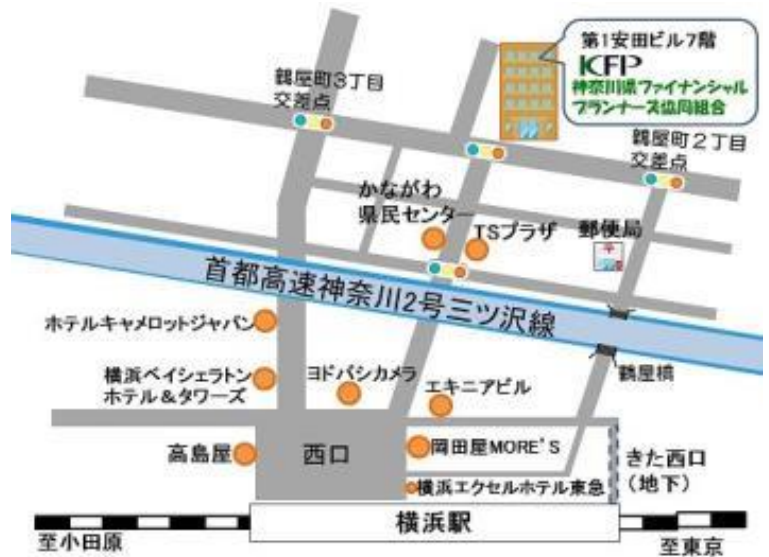 第1安田ビル7階
KFP
神奈川県ファイナンシャル
プランナーズ協同組合
鶴屋町3丁目
交差点
鶴屋町2丁目
交差点
かながわ
県民センター
TSプラザ
郵便局
首都高速神奈川2号三ツ沢線
ホテルキャメロットジャパン
横浜ベイシェラトン
ホテル&タワーズ
ヨドバシカメラ
エキニアビル
鶴屋橋
高島屋
西口
岡田屋MORE'S
きた西口
(地下)
横浜エクセルホテル東急
横浜駅
至小田原
至東京